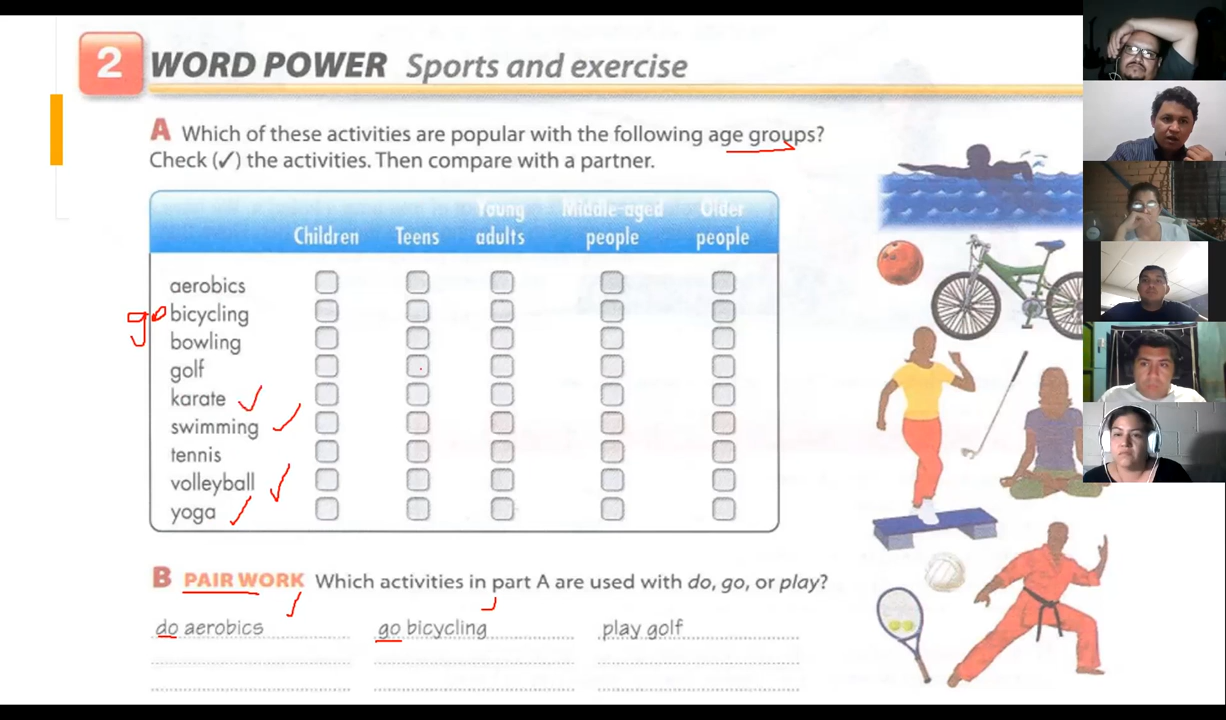 2 WORD POWER Sports and exercise
A Which of these activities are popular with the following age groups?
Check (✓) the activities. Then compare with a partner.
Children Teens Young adults Middle-aged people Older people
aerobics
go bicycling
bowling
golf
karate ✓
swimming ✓
tennis
volleyball ✓
yoga ✓
B PAIR WORK Which activities in part A are used with do, go, or play?
do aerobics go bicycling play golf